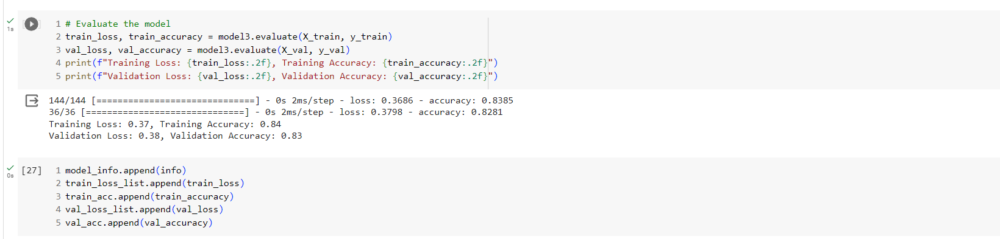 1s
1 # Evaluate the model
2 train_loss, train_accuracy = model3.evaluate(X_train, y_train)
3 val_loss, val_accuracy = model3.evaluate(X_val, y_val)
4 print(f"Training Loss: {train_loss:.2f}, Training Accuracy: {train_accuracy:.2f}")
5 print(f"Validation Loss: {val_loss:.2f}, Validation Accuracy: {val_accuracy:.2f}")
144/144 [==============================] - 0s 2ms/step - loss: 0.3686 - accuracy: 0.8385
36/36 [==============================] - 0s 2ms/step - loss: 0.3798 - accuracy: 0.8281
Training Loss: 0.37, Training Accuracy: 0.84
Validation Loss: 0.38, Validation Accuracy: 0.83
0s
[27] 1 model_info.append(info)
2 train_loss_list.append(train_loss)
3 train_acc.append(train_accuracy)
4 val_loss_list.append(val_loss)
5 val_acc.append(val_accuracy)